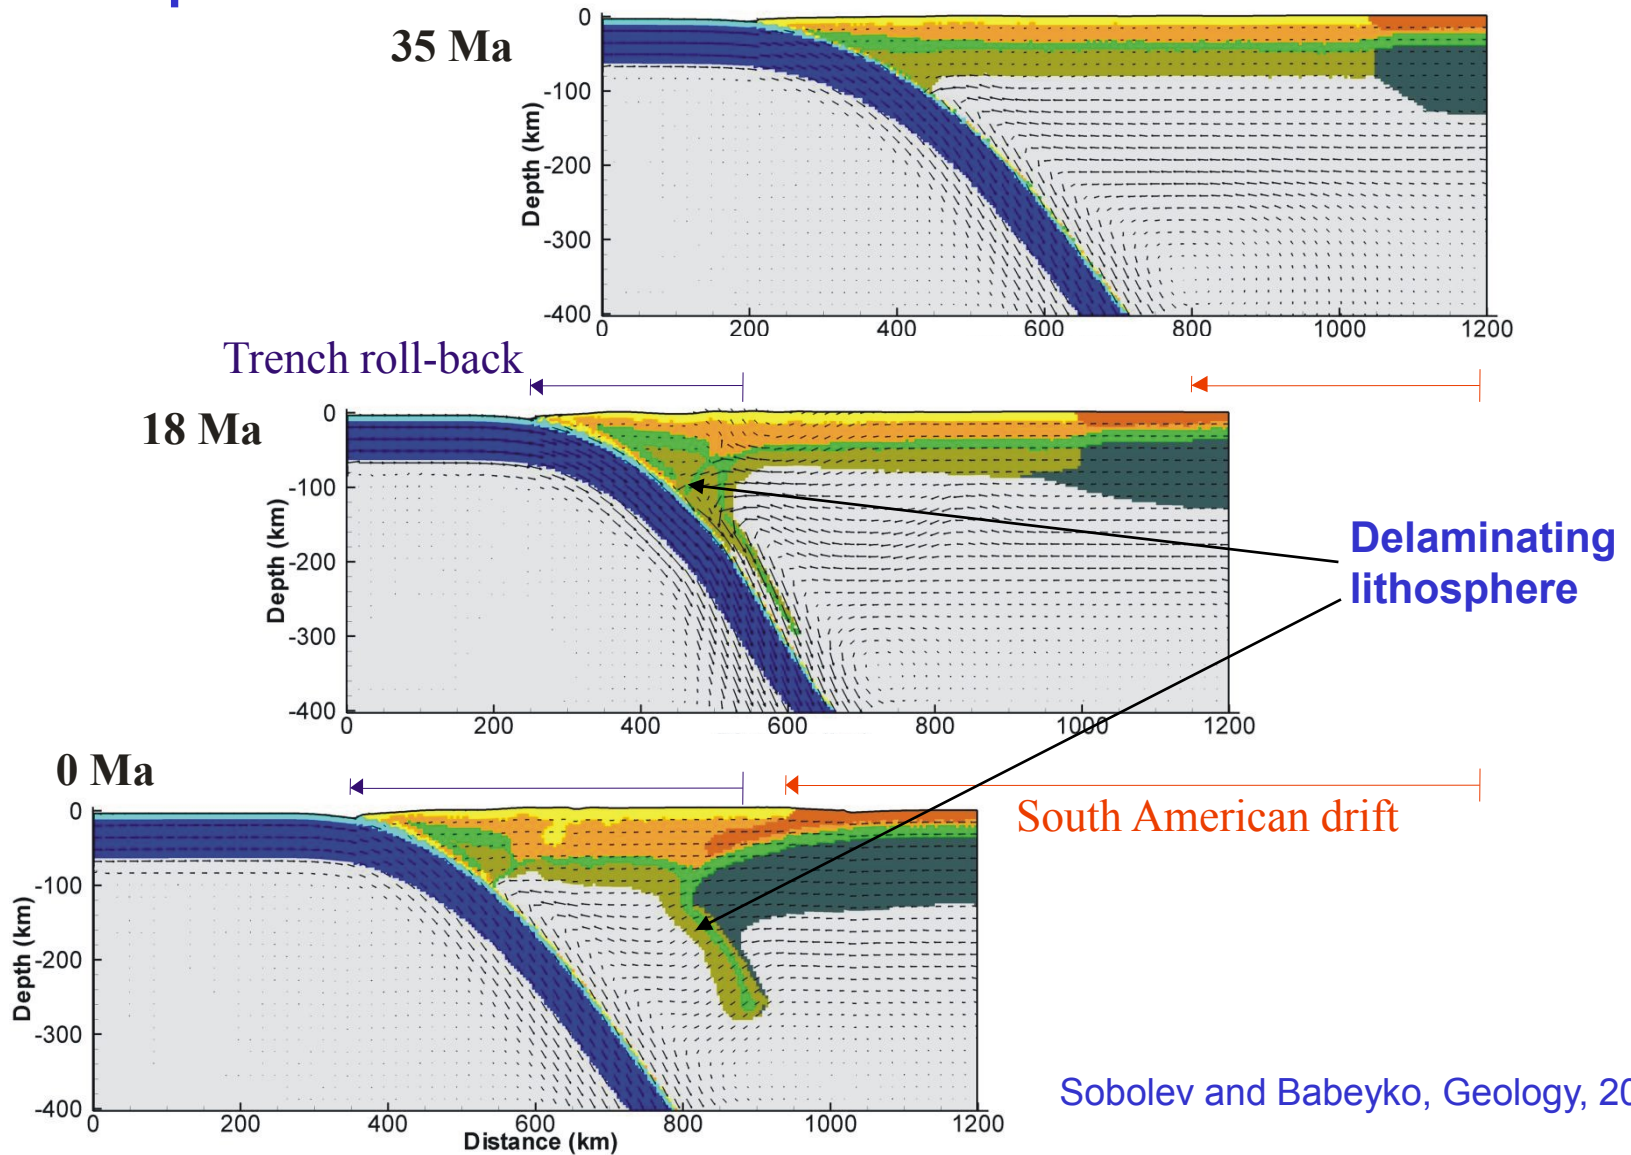 35 Ma
0
-100
-200
-300
-400
Depth (km)
0 200 400 600 800 1000 1200
Trench roll-back
18 Ma
0
-100
-200
-300
-400
Depth (km)
0 200 400 600 800 1000 1200
Delaminating
lithosphere
0 Ma
South American drift
0
-100
-200
-300
-400
Depth (km)
0 200 400 600 800 1000 1200
Distance (km)
Sobolev and Babeyko, Geology, 20